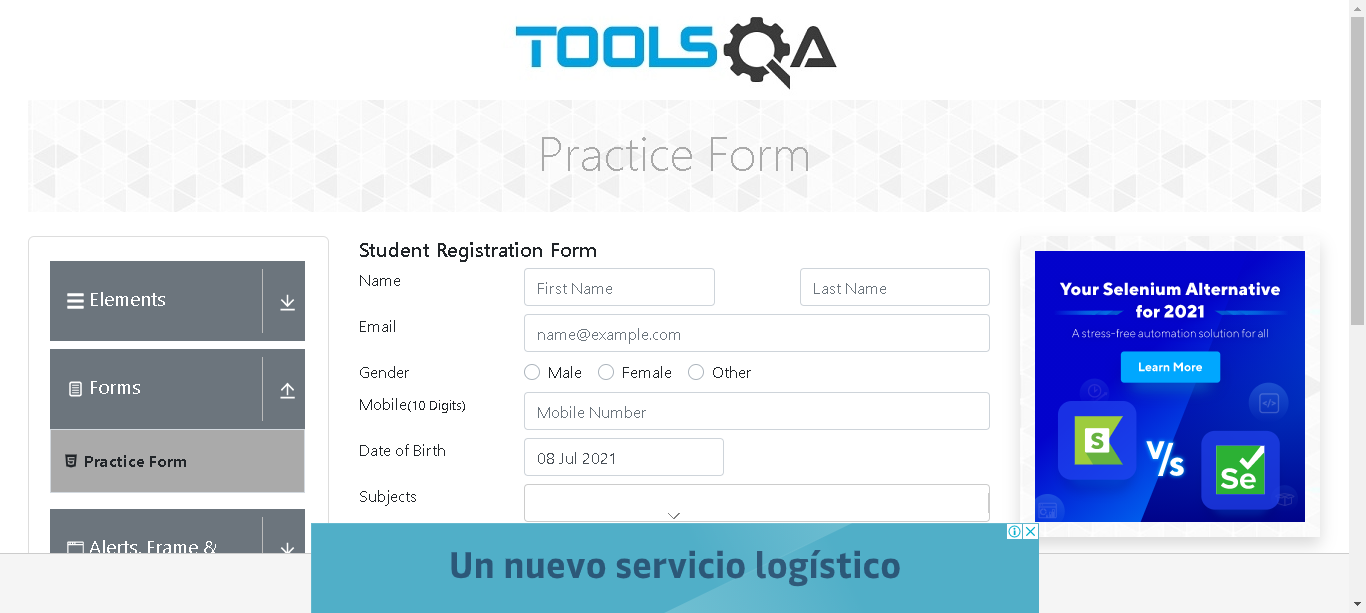 TOOLSQA
Practice Form
Elements
Forms
Practice Form
Alerts, Frame &
Student Registration Form
Name
First Name
Last Name
Email
name@example.com
Gender
Male
Female
Other
Mobile(10 Digits)
Mobile Number
Date of Birth
08 Jul 2021
Subjects
Your Selenium Alternative
for 2021
A stress-free automation solution for all
Learn More
S
V/s
Se
Un nuevo servicio logístico